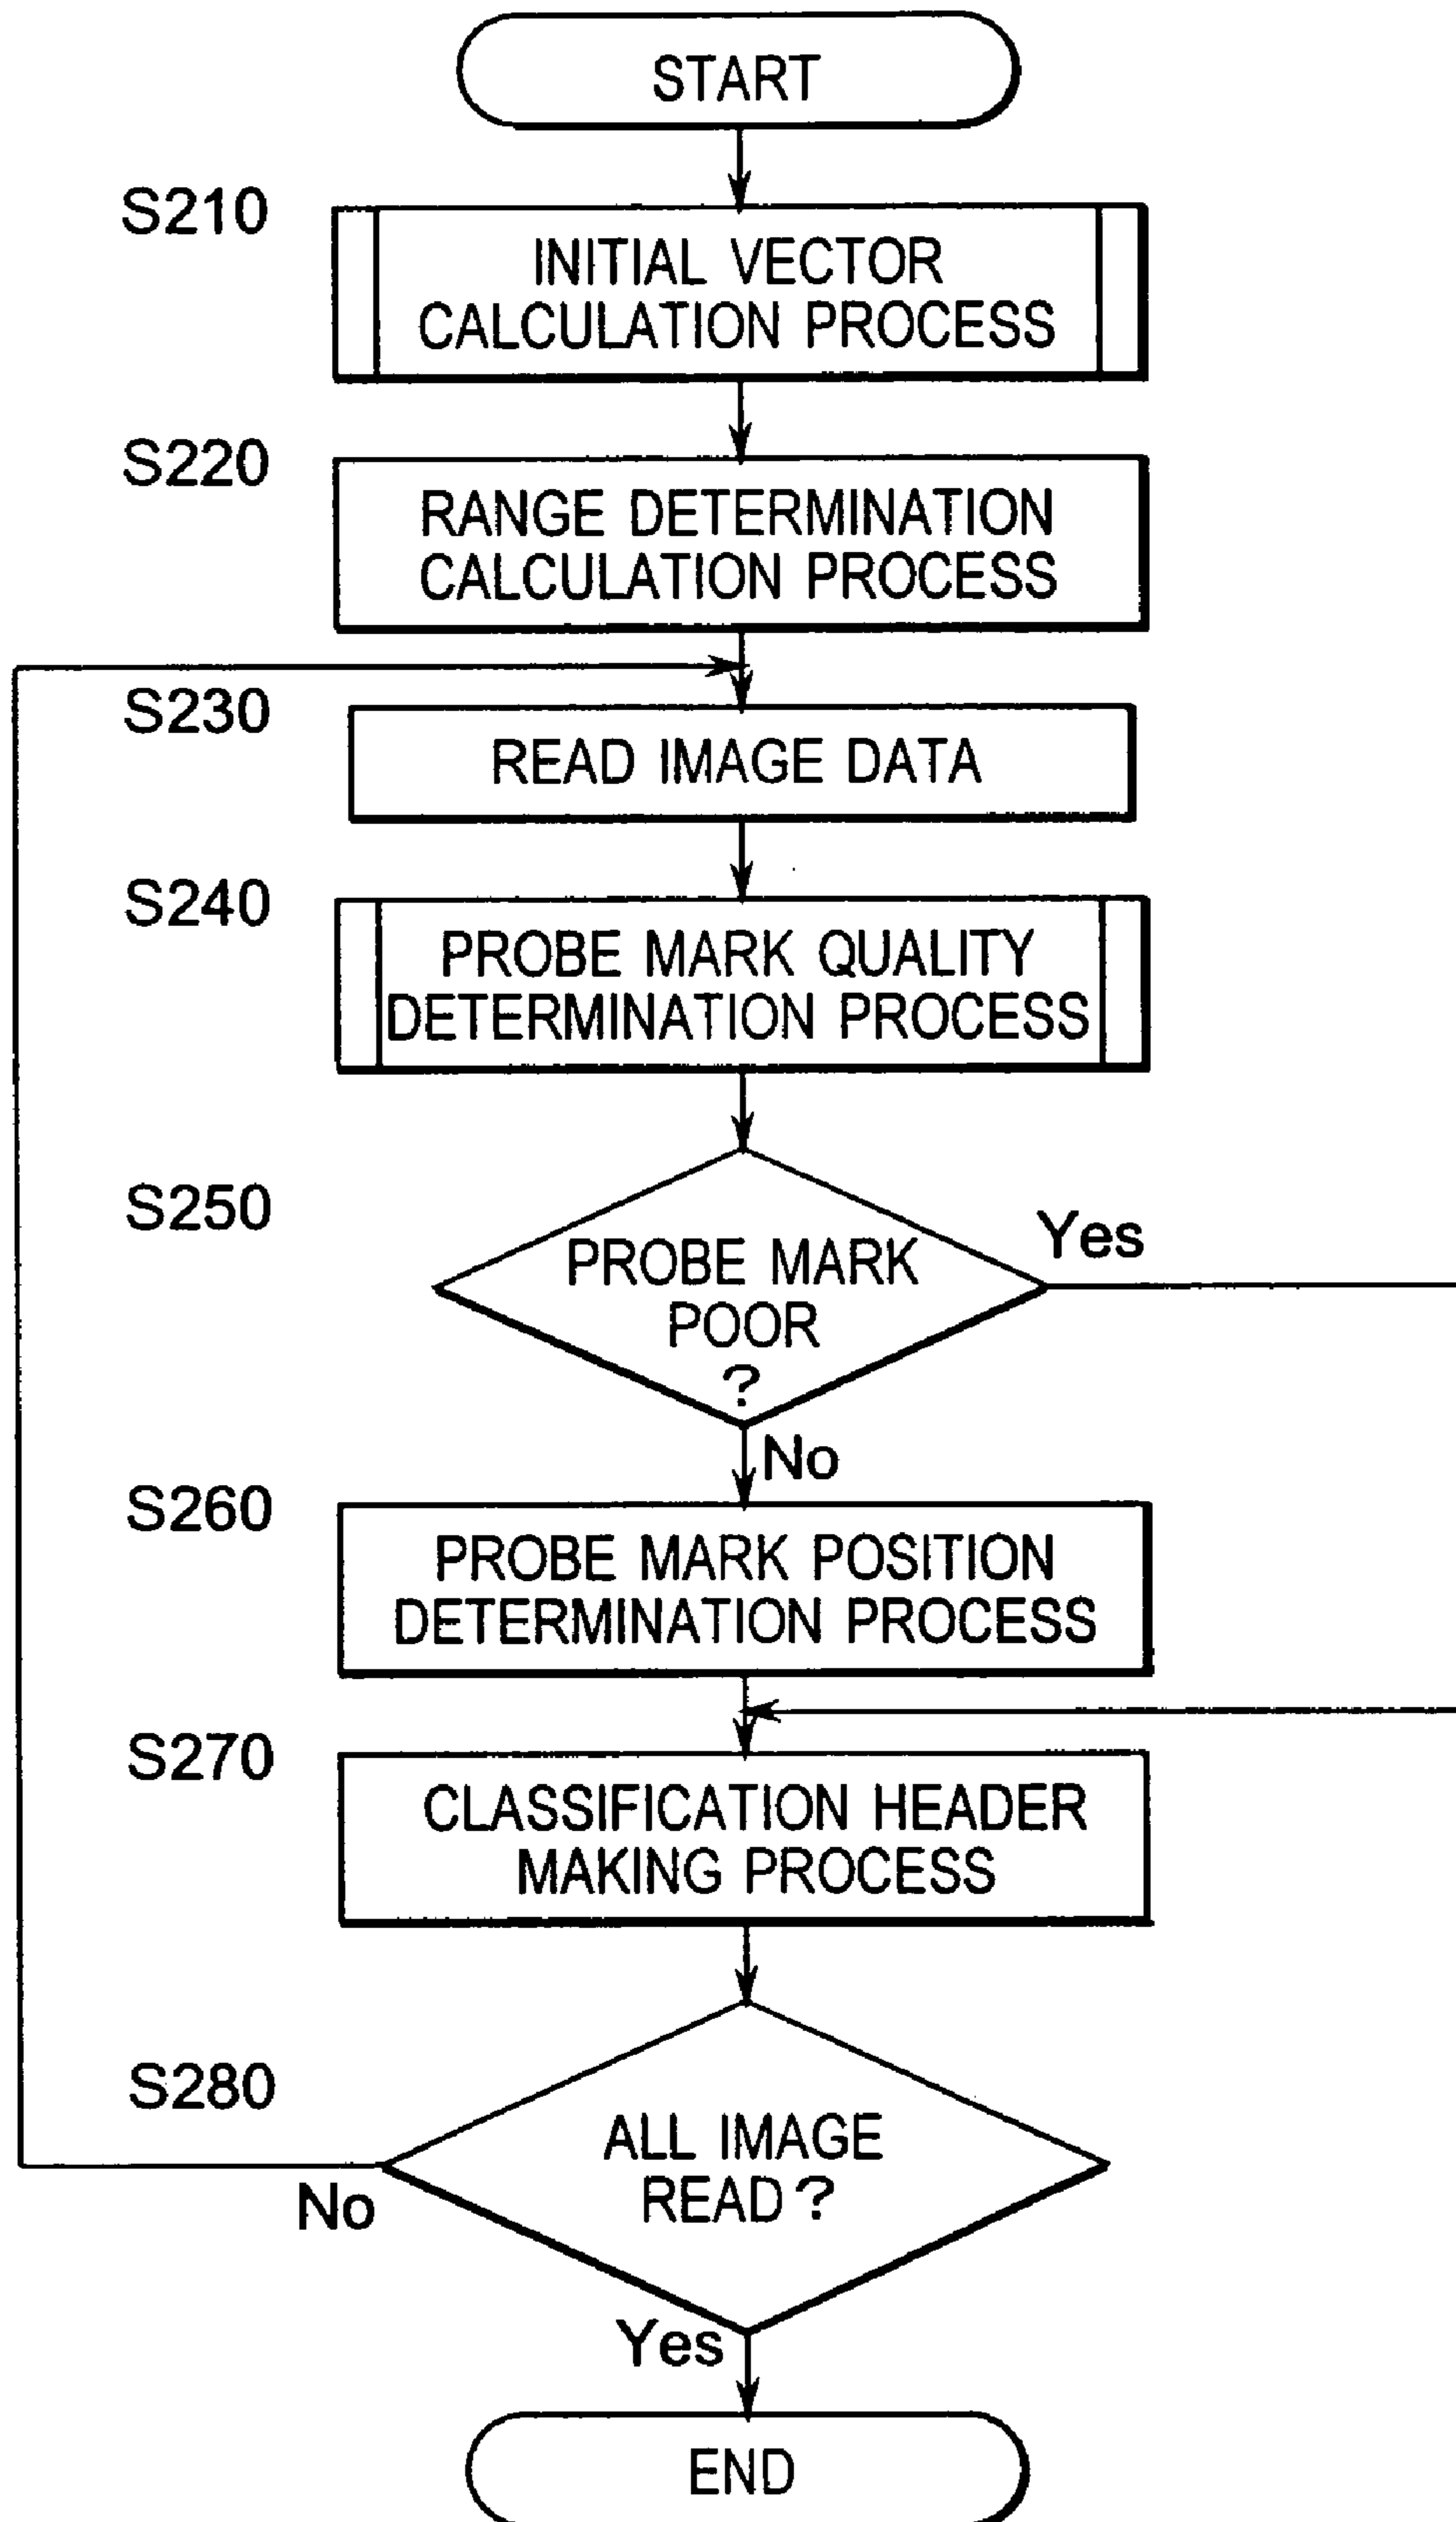 START
S210
INITIAL VECTOR
CALCULATION PROCESS
S220
RANGE DETERMINATION
CALCULATION PROCESS
S230
READ IMAGE DATA
S240
PROBE MARK QUALITY
DETERMINATION PROCESS
S250
PROBE MARK
POOR
?
Yes
No
S260
PROBE MARK POSITION
DETERMINATION PROCESS
S270
CLASSIFICATION HEADER
MAKING PROCESS
S280
ALL IMAGE
READ ?
No
Yes
END